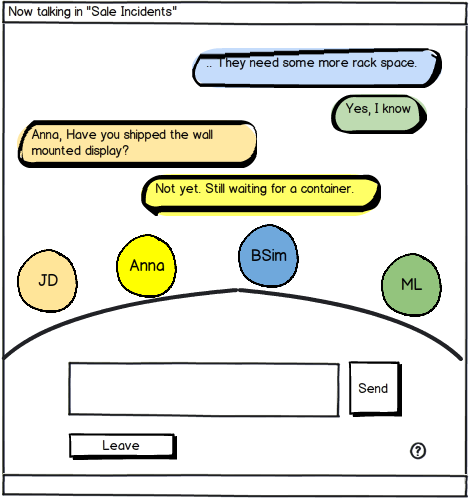 Now talking in "Sale Incidents"
.. They need some more rack space.
Yes, I know
Anna, Have you shipped the wall
mounted display?
Not yet. Still waiting for a container.
JD
Anna
BSim
ML
Send
Leave
?